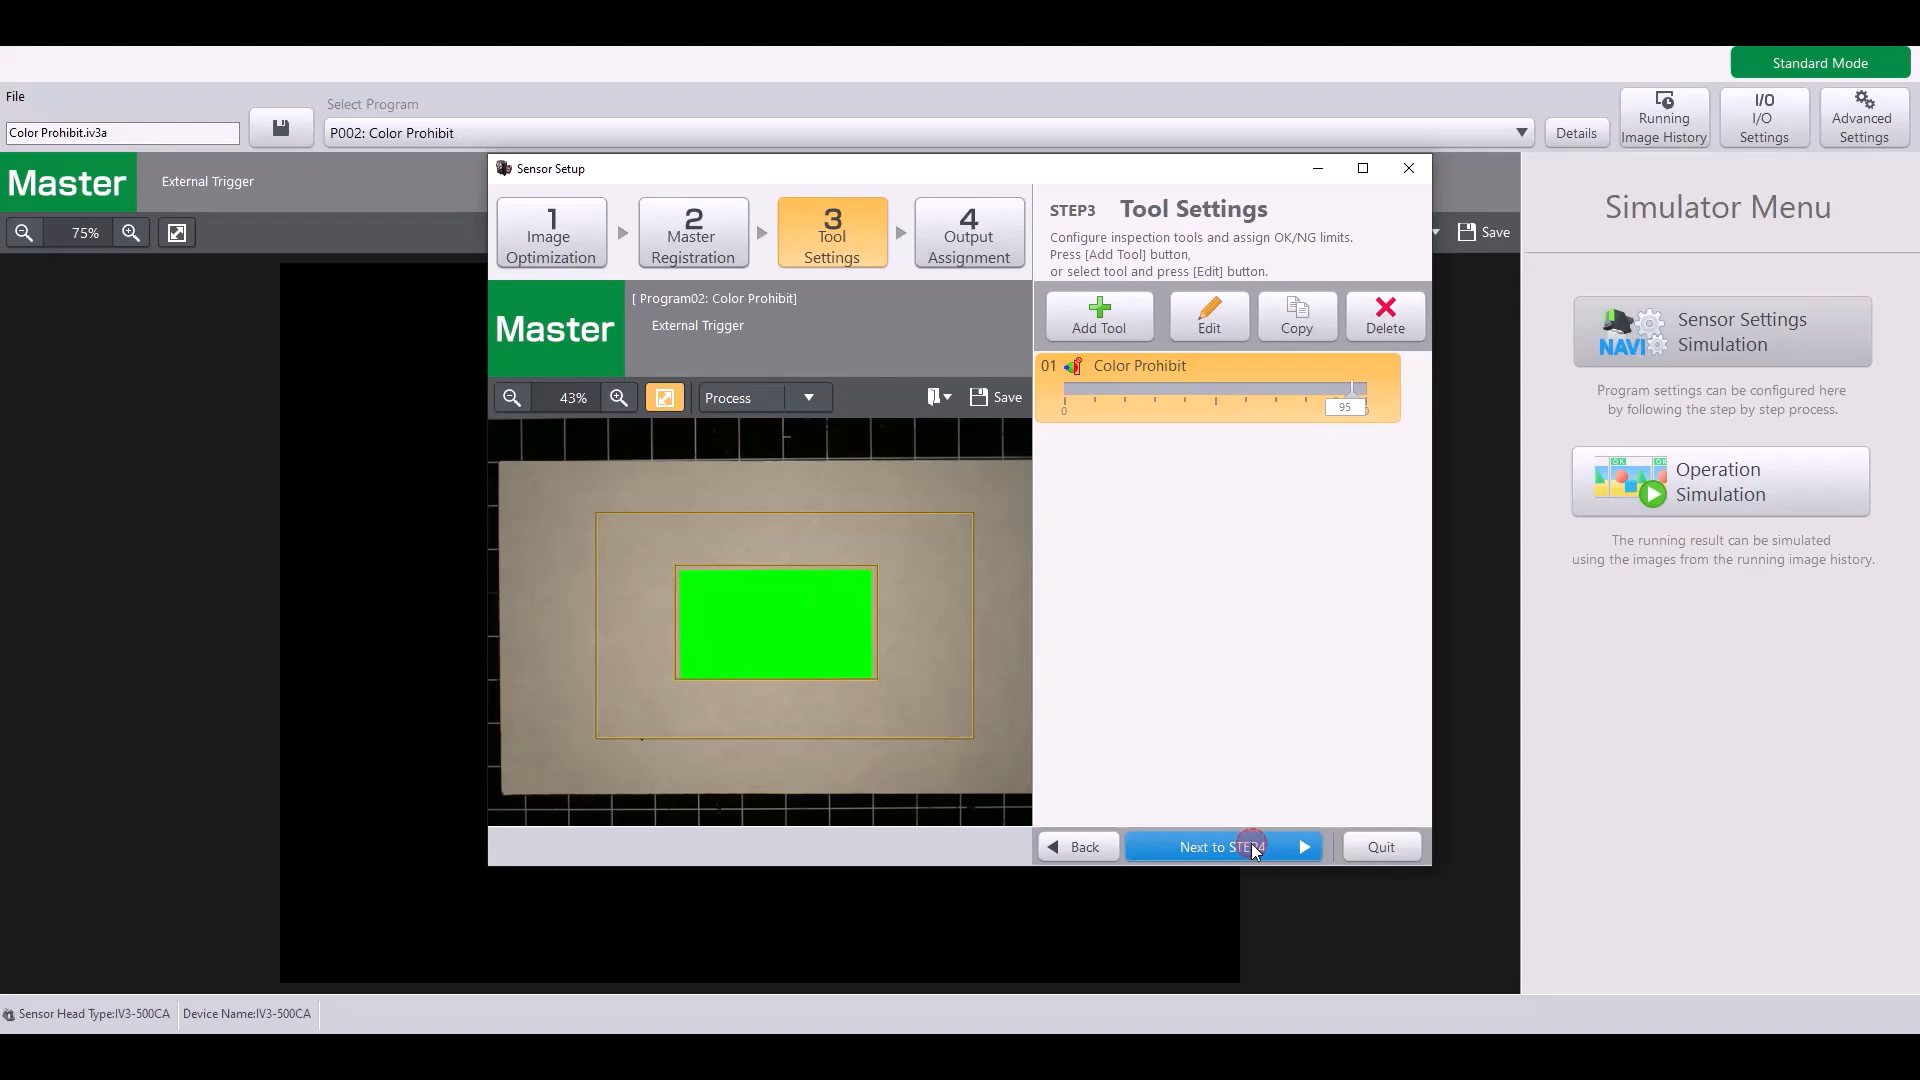 Standard Mode
File
Color Prohibit.iv3a
Select Program
P002: Color Prohibit
Details
Running
Image History
I/O
I/O
Settings
Advanced
Settings
Master
External Trigger
75%
Save
Sensor Setup
1
Image
Optimization
2
Master
Registration
3
Tool
Settings
4
Output
Assignment
STEP3 Tool Settings
Configure inspection tools and assign OK/NG limits.
Press [Add Tool] button,
or select tool and press [Edit] button.
Master
[ Program02: Color Prohibit]
External Trigger
Add Tool
Edit
Copy
Delete
01 Color Prohibit
0
95
43%
Process
Save
Back
Next to STEP4
Quit
Simulator Menu
NAVI
Sensor Settings
Simulation
Program settings can be configured here
by following the step by step process.
OK
Operation
Simulation
The running result can be simulated
using the images from the running image history.
Sensor Head Type:IV3-500CA
Device Name:IV3-500CA